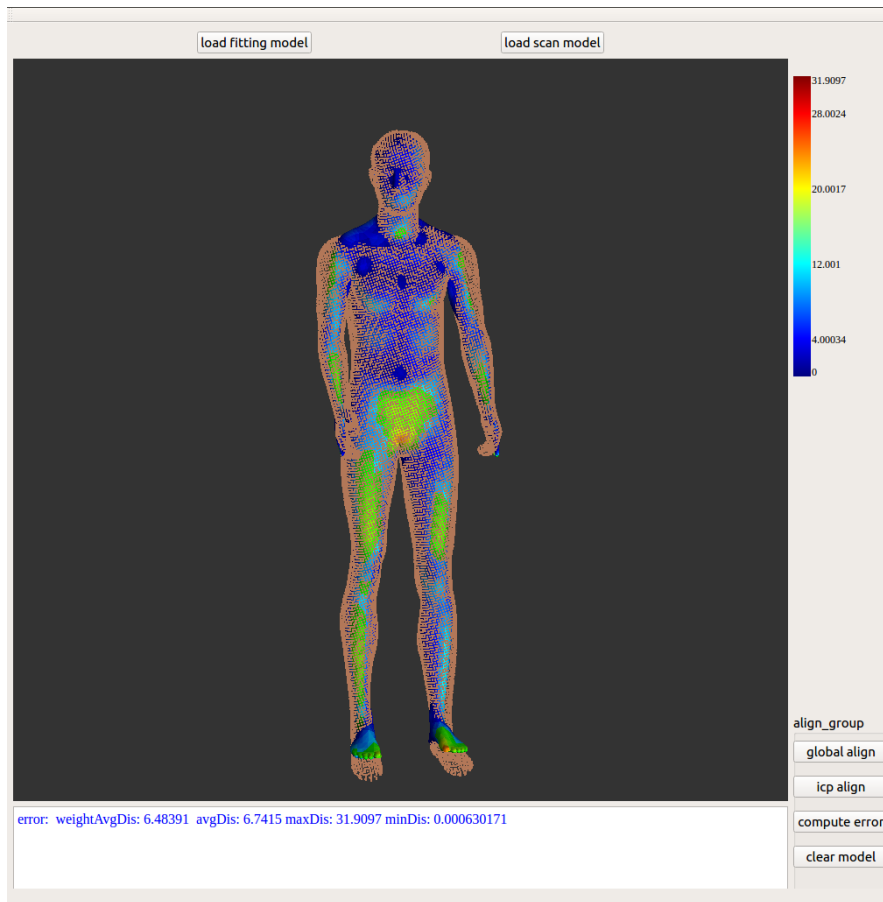 load fitting model
load scan model
31.9097
28.0024
20.0017
12.001
4.00034
0
align_group
global align
icp align
compute error
clear model
error:  weightAvgDis: 6.48391  avgDis: 6.7415 maxDis: 31.9097 minDis: 0.000630171